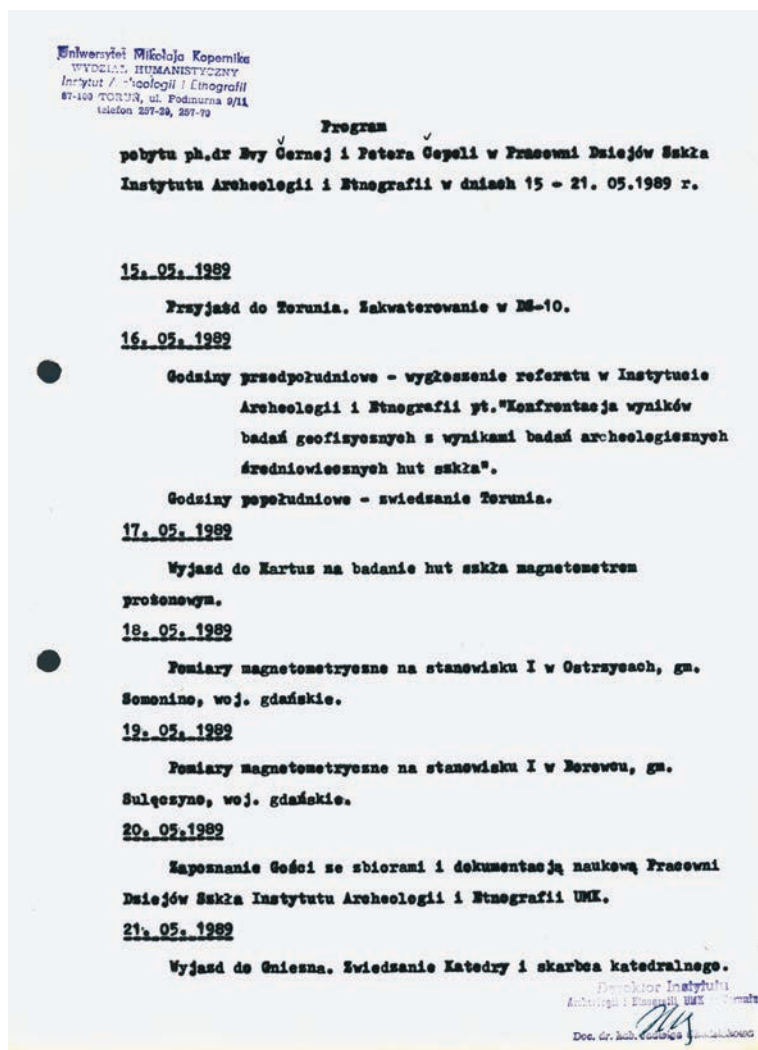 Uniwersytet Mikołaja Kopernika
WYDZIAŁ HUMANISTYCZNY
Instytut Archeologii i Etnografii
87-100 TORUŃ, ul. Podmurna 9/11
telefon 257-29, 257-70
Program
pobytu ph.dr Evy Černej i Petera Čepeli w Pracowni Dziejów Szkła
Instytutu Archeologii i Etnografii w dniach 15 - 21. 05.1989 r.
15. 05. 1989
Przyjazd do Torunia. Zakwaterowanie w DS-10.
16. 05. 1989
Godziny przedpołudniowe - wygłoszenie referatu w Instytucie
Archeologii i Etnografii pt."Konfrontacja wyników
badań geofizycznych z wynikami badań archeologicznych
średniowiecznych hut szkła".
Godziny popołudniowe - zwiedzanie Torunia.
17. 05. 1989
Wyjazd do Kartuz na badanie hut szkła magnetometrem
protonowym.
18. 05. 1989
Pomiary magnetometryczne na stanowisku I w Ostrzycach, gm.
Somonino, woj. gdańskie.
19. 05. 1989
Pomiary magnetometryczne na stanowisku I w Borowcu, gm.
Sulęczyno, woj. gdańskie.
20. 05.1989
Zapoznanie Gości ze zbiorami i dokumentacją naukową Pracowni
Dziejów Szkła Instytutu Archeologii i Etnografii UMK.
21. 05. 1989
Wyjazd do Gniezna. Zwiedzanie Katedry i skarbca katedralnego.
Dyrektor Instytutu
Archeologii i Etnografii UMK
Doc. dr. hab.